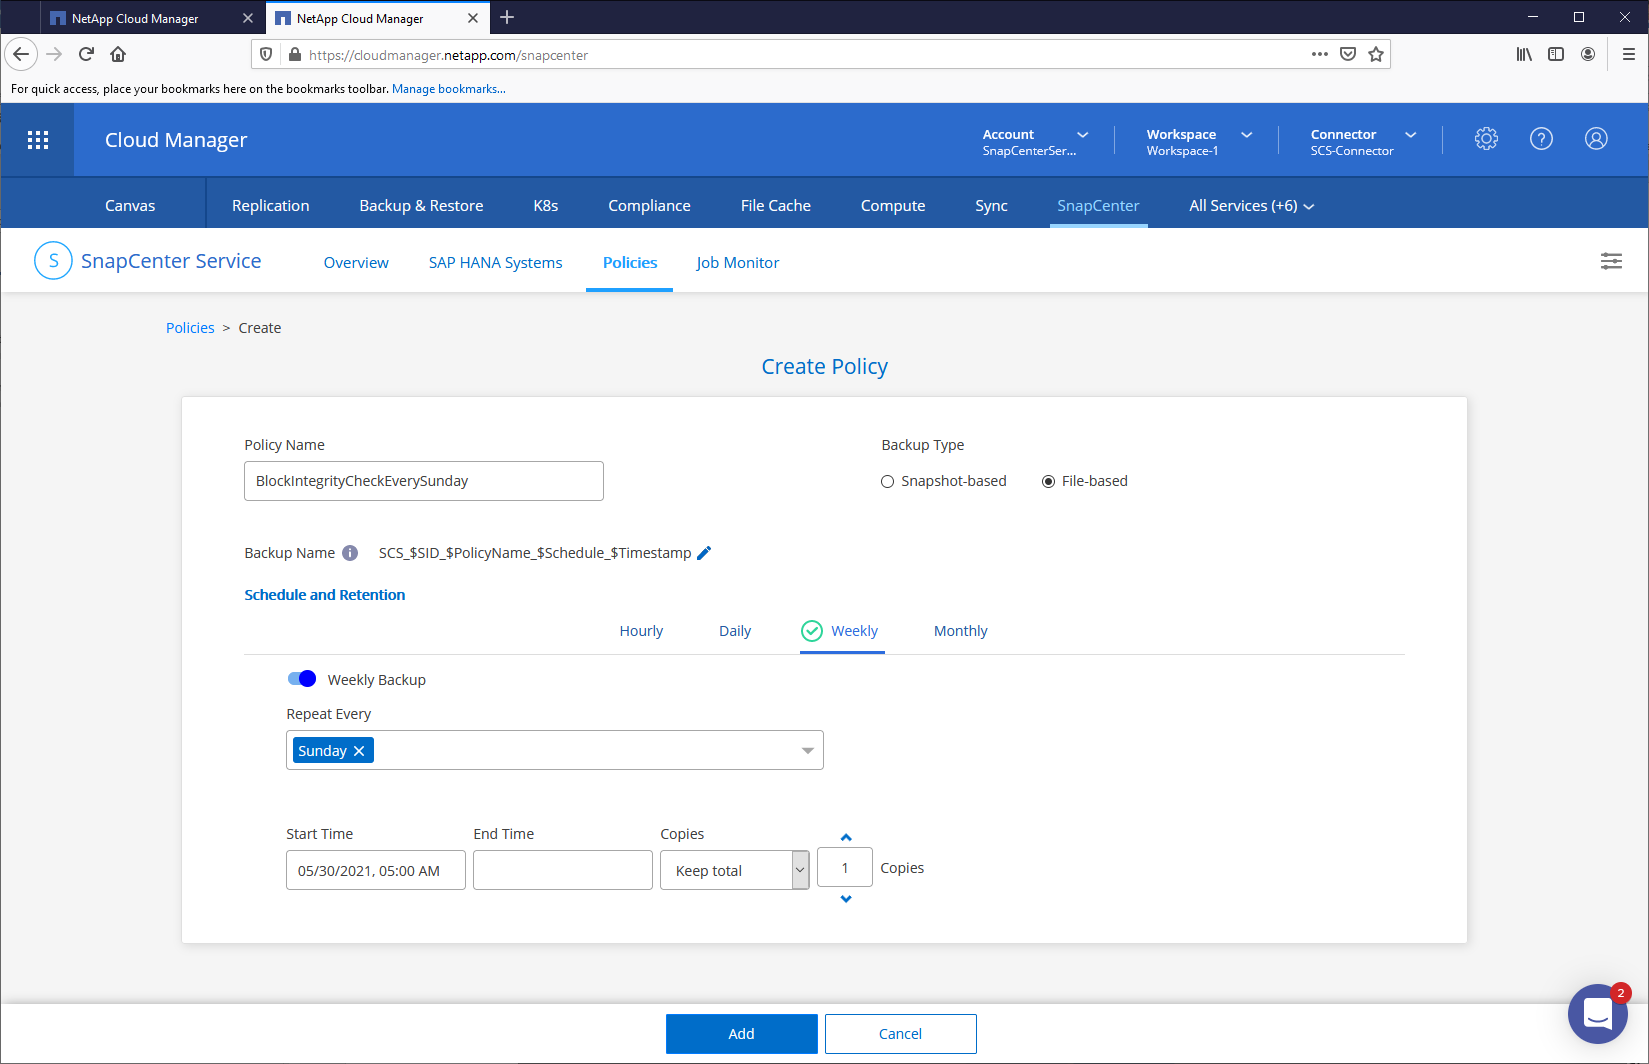 NetApp Cloud Manager
NetApp Cloud Manager
https://cloudmanager.netapp.com/snapcenter
For quick access, place your bookmarks here on the bookmarks toolbar. Manage bookmarks...
Cloud Manager
Account
SnapCenterSer...
Workspace
Workspace-1
Connector
SCS-Connector
?
Canvas
Replication
Backup & Restore
K8s
Compliance
File Cache
Compute
Sync
SnapCenter
All Services (+6)
S
SnapCenter Service
Overview
SAP HANA Systems
Policies
Job Monitor
Policies > Create
Create Policy
Policy Name
Backup Type
BlockIntegrityCheckEverySunday
Snapshot-based
File-based
Backup Name i SCS_$SID_$PolicyName_$Schedule_$Timestamp
Schedule and Retention
Hourly
Daily
Weekly
Monthly
Weekly Backup
Repeat Every
Sunday
Start Time
End Time
Copies
05/30/2021, 05:00 AM
Keep total
1
Copies
2
Add
Cancel